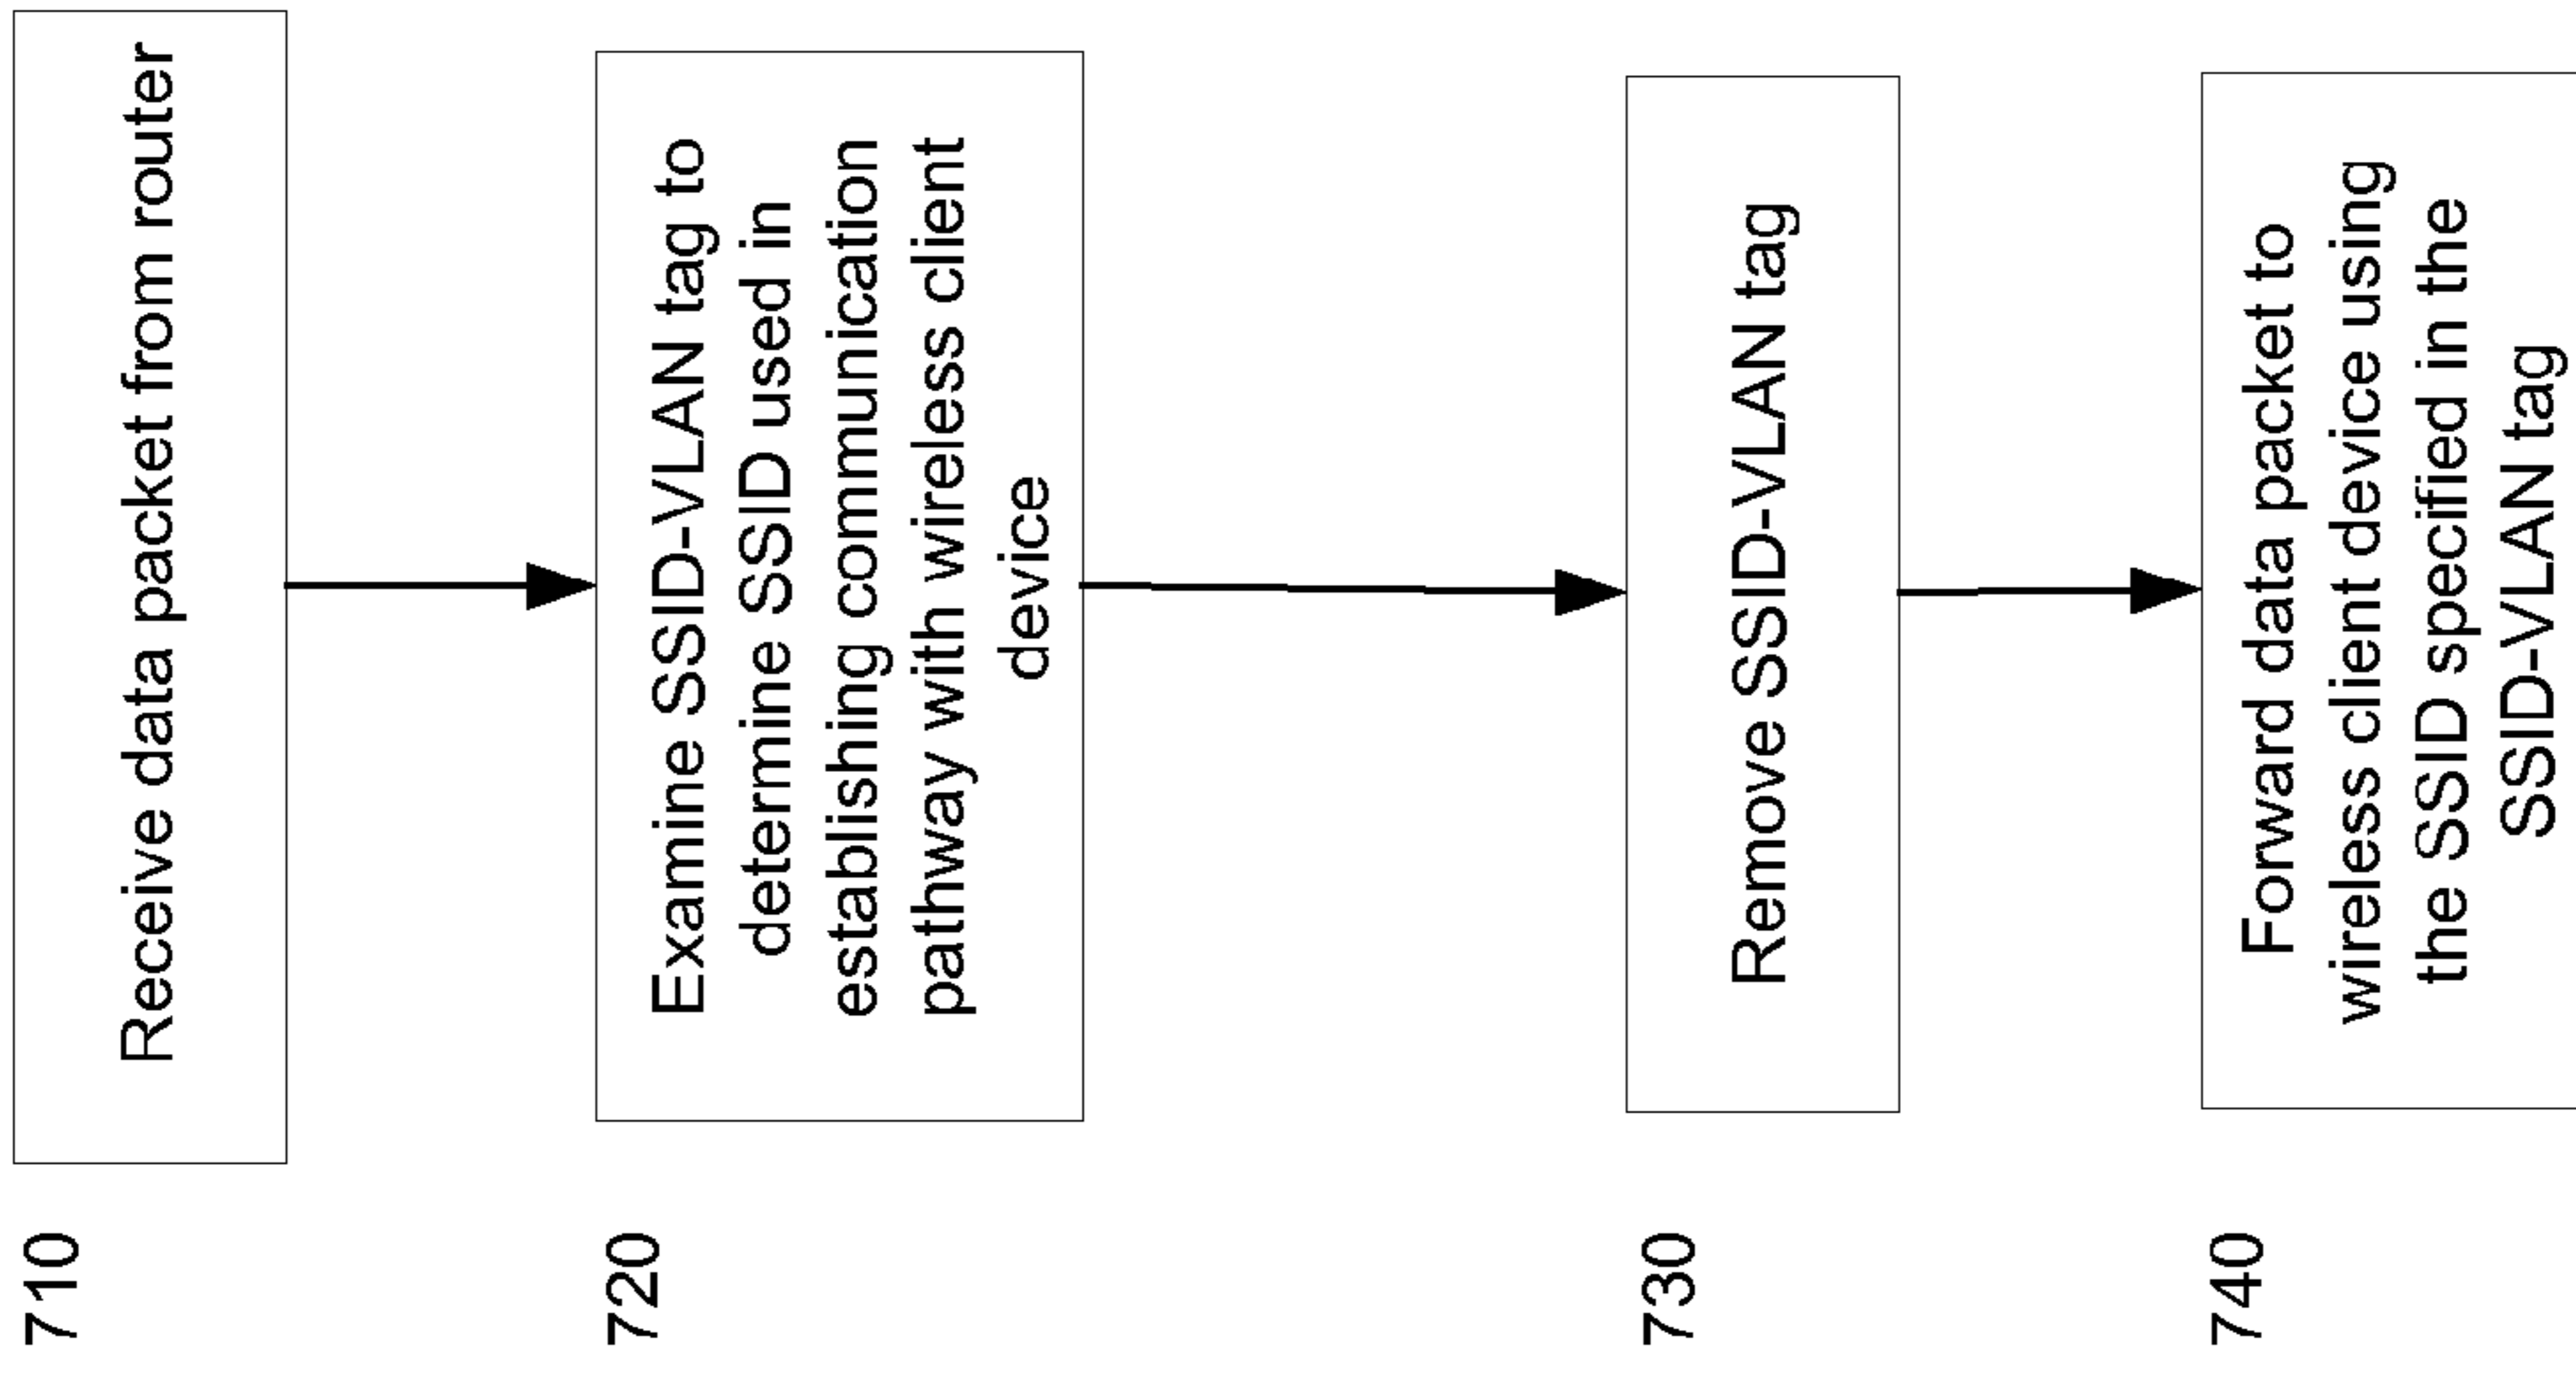 710
Receive data packet from router
720
Examine SSID-VLAN tag to
determine SSID used in
establishing communication
pathway with wireless client
device
730
Remove SSID-VLAN tag
740
Forward data packet to
wireless client device using
the SSID specified in the
SSID-VLAN tag